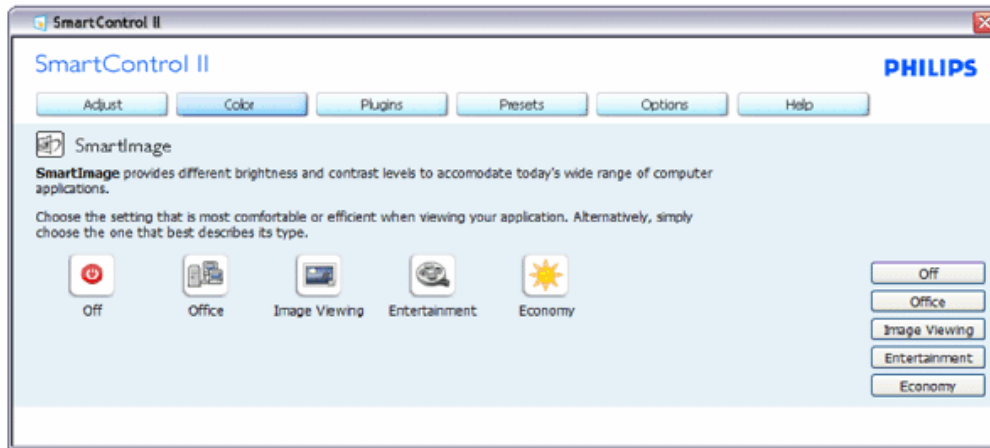 SmartControl II
SmartControl II
PHILIPS
Adjust Color Plugins Presets Options Help
SmartImage
SmartImage provides different brightness and contrast levels to accomodate today's wide range of computer
applications.
Choose the setting that is most comfortable or efficient when viewing your application. Alternatively, simply
choose the one that best describes its type.
Off Office Image Viewing Entertainment Economy
Off
Office
Image Viewing
Entertainment
Economy